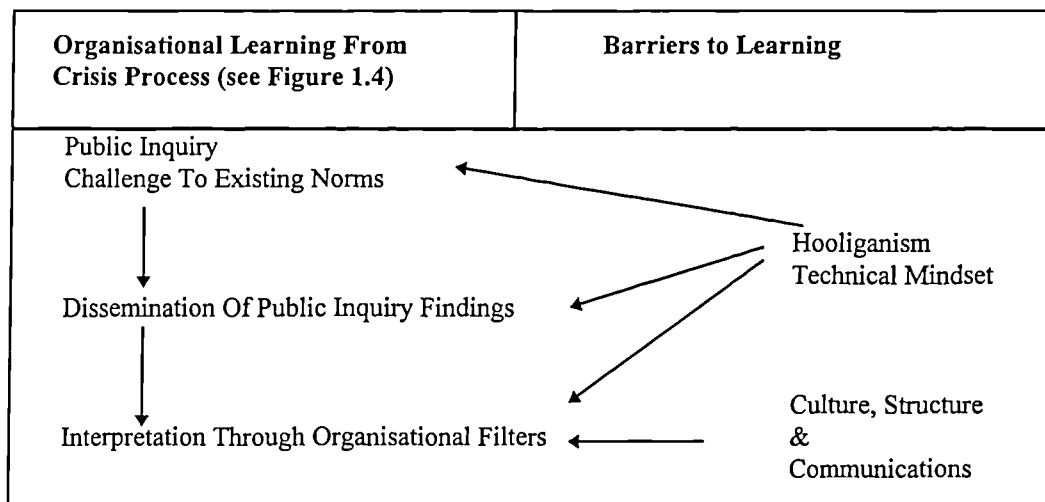 Organisational Learning From
Crisis Process (see Figure 1.4)
Barriers to Learning
Public Inquiry
Challenge To Existing Norms
Hooliganism
Technical Mindset
Dissemination Of Public Inquiry Findings
Culture, Structure
&
Communications
Interpretation Through Organisational Filters